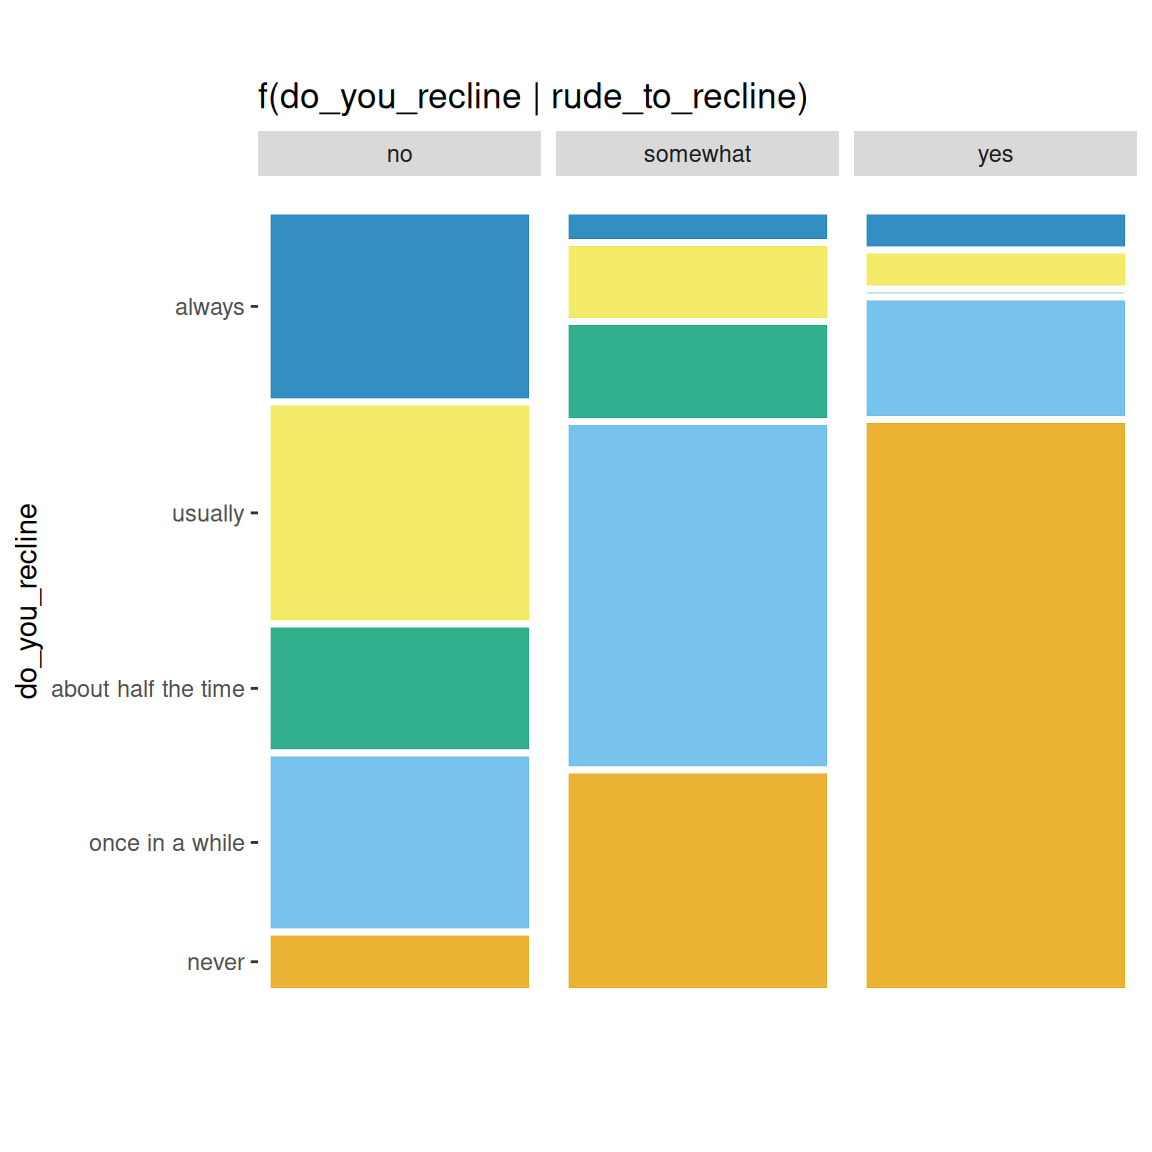 f(do_you_recline | rude_to_recline)
no
somewhat
yes
always
usually
about half the time
once in a while
never
do_you_recline